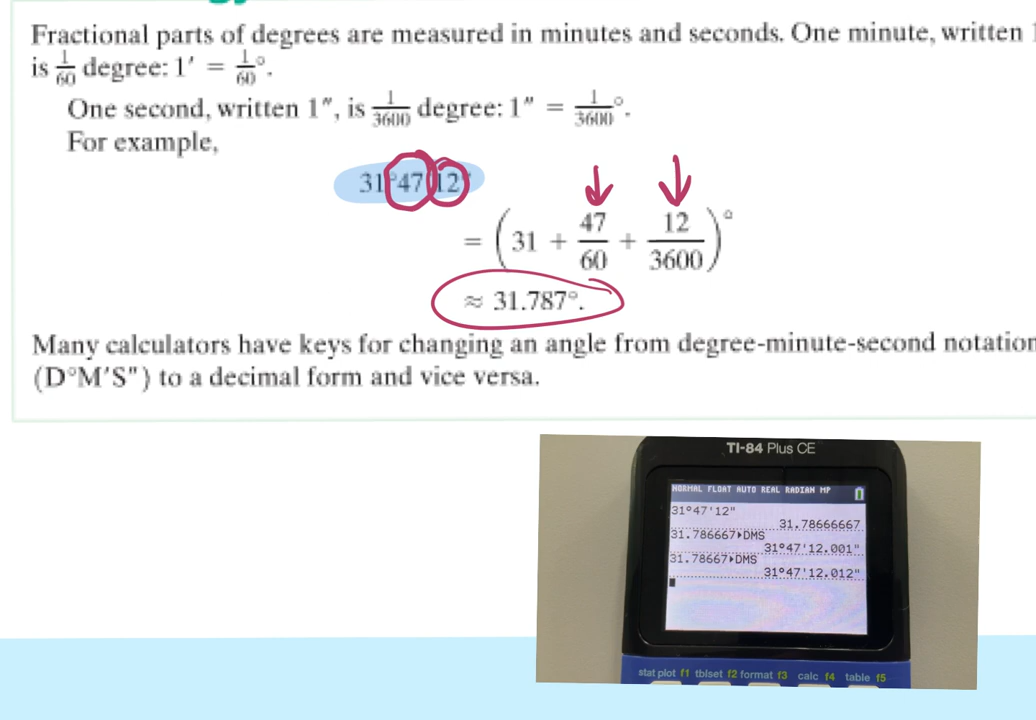 Fractional parts of degrees are measured in minutes and seconds. One minute, written
is 1/60 degree: 1′ = 1/60°.
One second, written 1″, is 1/3600 degree: 1″ = 1/3600°.
For example,
31°47′12″
= (31 + 47/60 + 12/3600)°
≈ 31.787°.
Many calculators have keys for changing an angle from degree-minute-second notation
(D°M′S″) to a decimal form and vice versa.
TI-84 Plus CE
NORMAL FLOAT AUTO REAL RADIAN MP
31°47'12"
31.78666667
31.786667▸DMS
31°47'12.001"
31.78667▸DMS
31°47'12.012"
stat plot f1 tblset f2 format f3 calc f4 table f5